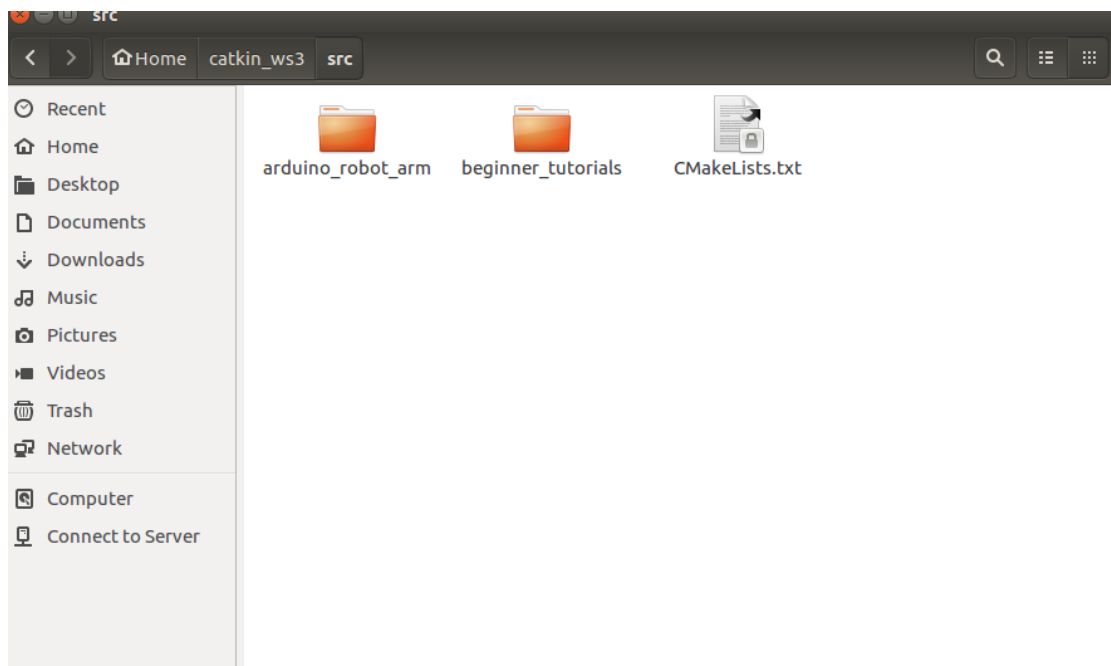 src
Home catkin_ws3 src
Recent
Home
Desktop
Documents
Downloads
Music
Pictures
Videos
Trash
Network
Computer
Connect to Server
arduino_robot_arm beginner_tutorials CMakeLists.txt